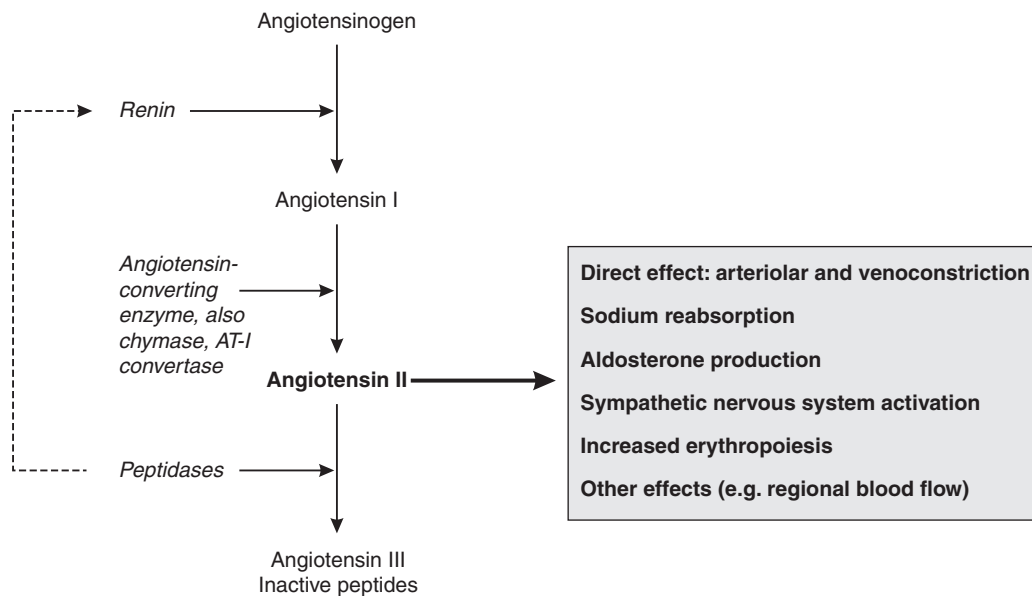 Angiotensinogen
Renin
Angiotensin I
Angiotensin-
converting
enzyme, also
chymase, AT-I
convertase
Angiotensin II
Direct effect: arteriolar and venoconstriction
Sodium reabsorption
Aldosterone production
Sympathetic nervous system activation
Increased erythropoiesis
Other effects (e.g. regional blood flow)
Peptidases
Angiotensin III
Inactive peptides